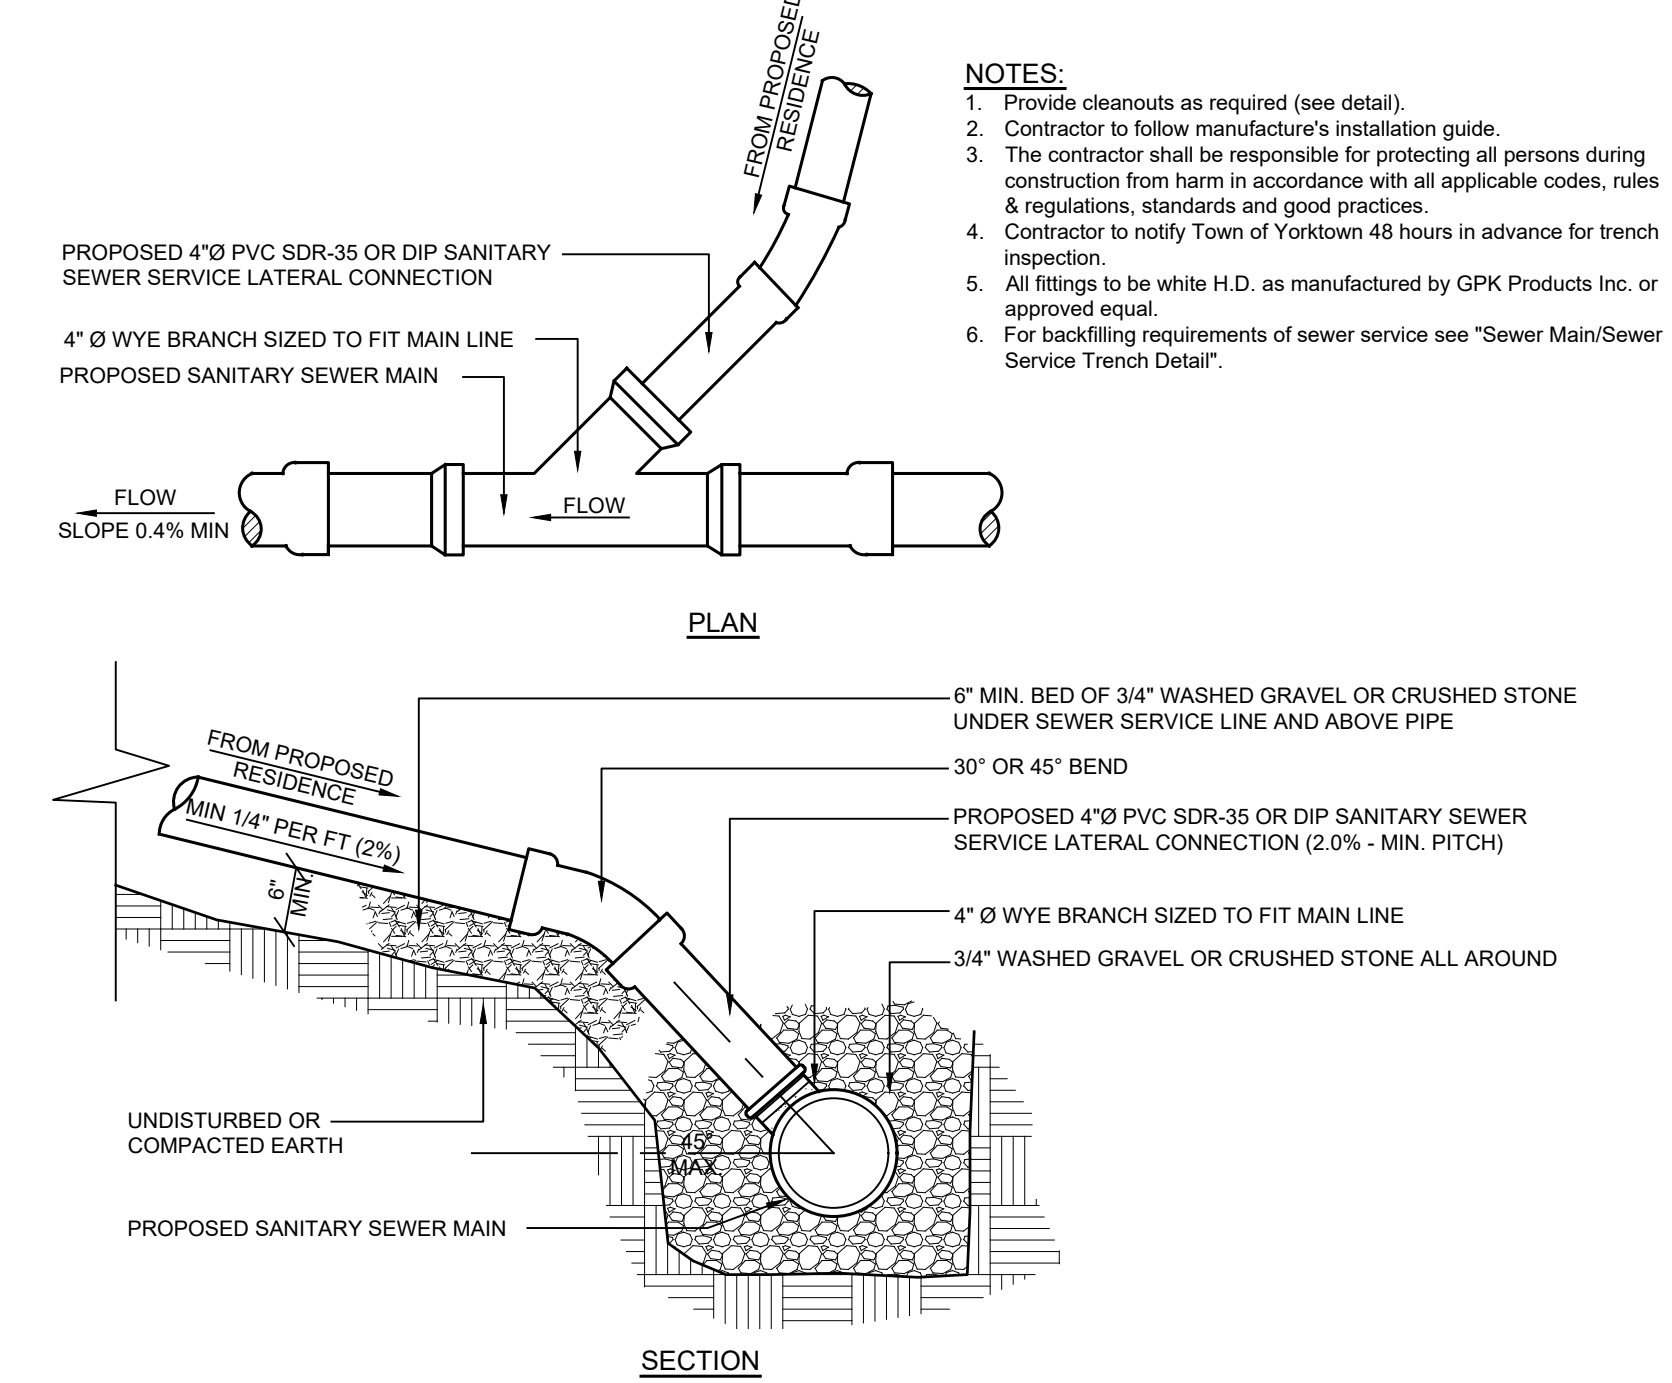 FROM PROPOSED
RESIDENCE
NOTES:
1. Provide cleanouts as required (see detail).
2. Contractor to follow manufacture's installation guide.
3. The contractor shall be responsible for protecting all persons during
construction from harm in accordance with all applicable codes, rules
& regulations, standards and good practices.
4. Contractor to notify Town of Yorktown 48 hours in advance for trench
inspection.
5. All fittings to be white H.D. as manufactured by GPK Products Inc. or
approved equal.
6. For backfilling requirements of sewer service see "Sewer Main/Sewer
Service Trench Detail".
PROPOSED 4"Ø PVC SDR-35 OR DIP SANITARY
SEWER SERVICE LATERAL CONNECTION
4" Ø WYE BRANCH SIZED TO FIT MAIN LINE
PROPOSED SANITARY SEWER MAIN
FLOW
SLOPE 0.4% MIN
FLOW
PLAN
6" MIN. BED OF 3/4" WASHED GRAVEL OR CRUSHED STONE
UNDER SEWER SERVICE LINE AND ABOVE PIPE
FROM PROPOSED
RESIDENCE
30° OR 45° BEND
MIN 1/4" PER FT (2%)
PROPOSED 4"Ø PVC SDR-35 OR DIP SANITARY
SERVICE LATERAL CONNECTION (2.0% - MIN. PITCH)
6"
MIN.
4" Ø WYE BRANCH SIZED TO FIT MAIN LINE
3/4" WASHED GRAVEL OR CRUSHED STONE ALL AROUND
UNDISTURBED OR
COMPACTED EARTH
45°
MAX.
PROPOSED SANITARY SEWER MAIN
SECTION